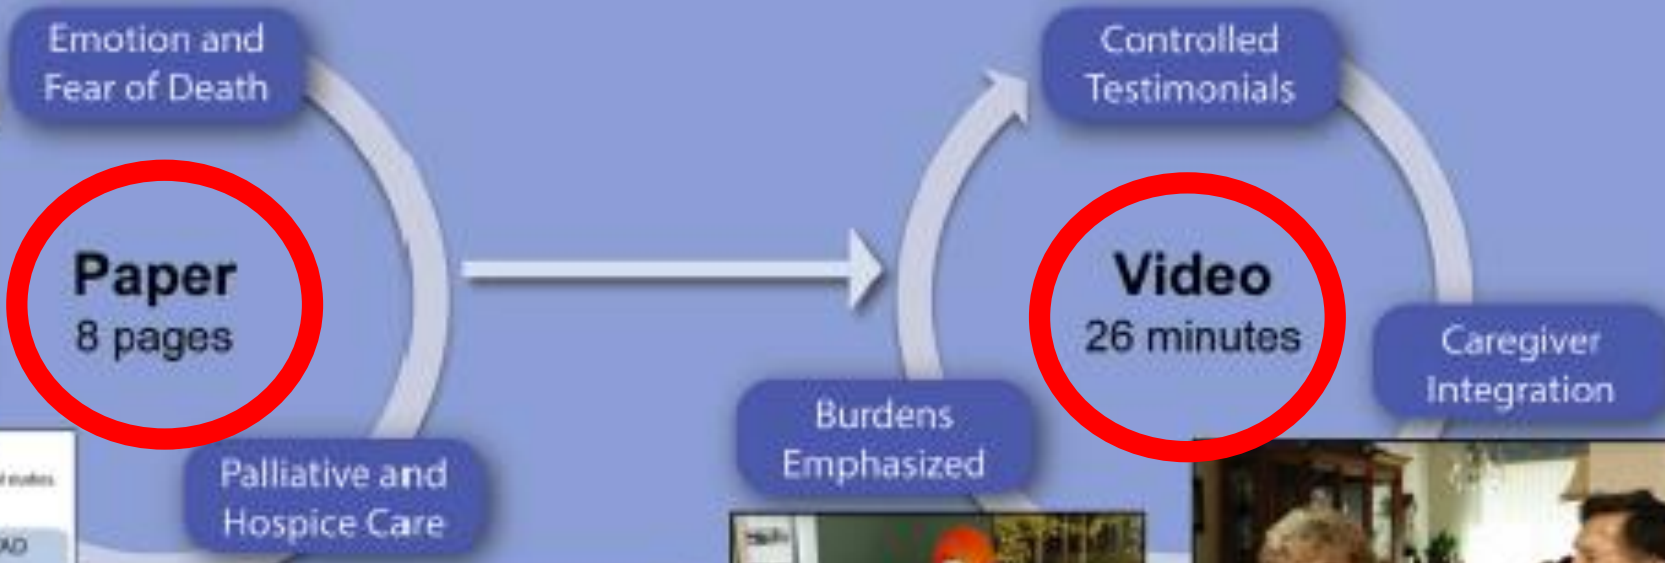 Emotion and
Fear of Death
Paper
8 pages
Palliative and
Hospice Care
Controlled
Testimonials
Video
26 minutes
Caregiver
Integration
Burdens
Emphasized